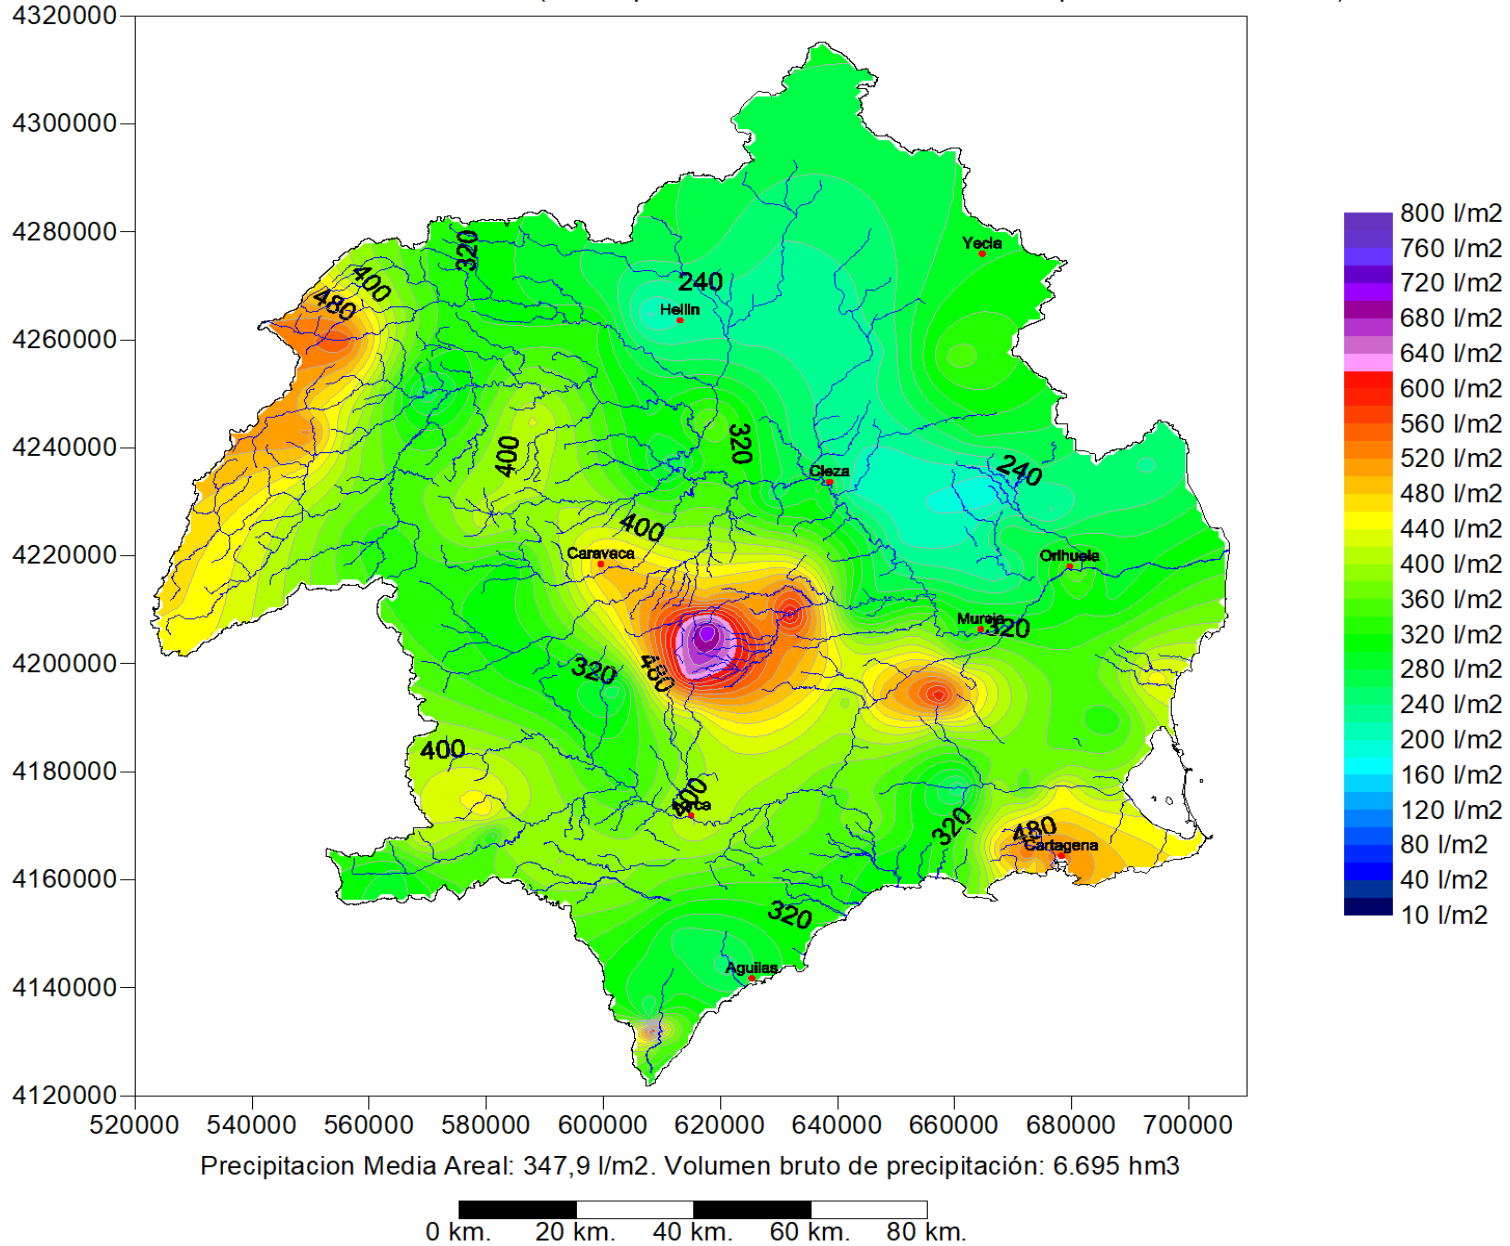 4320000
4300000
4280000
4260000
4240000
4220000
4200000
4180000
4160000
4140000
4120000
520000 540000 560000 580000 600000 620000 640000 660000 680000 700000
320
400
480
240
Yecla
Hellin
400
320
Cieza
240
400
Caravaca
Orihuela
Murcia
320
320
480
400
400
Lorca
320
480
Cartagena
320
Aguilas
800 l/m2
760 l/m2
720 l/m2
680 l/m2
640 l/m2
600 l/m2
560 l/m2
520 l/m2
480 l/m2
440 l/m2
400 l/m2
360 l/m2
320 l/m2
280 l/m2
240 l/m2
200 l/m2
160 l/m2
120 l/m2
80 l/m2
40 l/m2
10 l/m2
Precipitacion Media Areal: 347,9 l/m2. Volumen bruto de precipitación: 6.695 hm3
0 km. 20 km. 40 km. 60 km. 80 km.